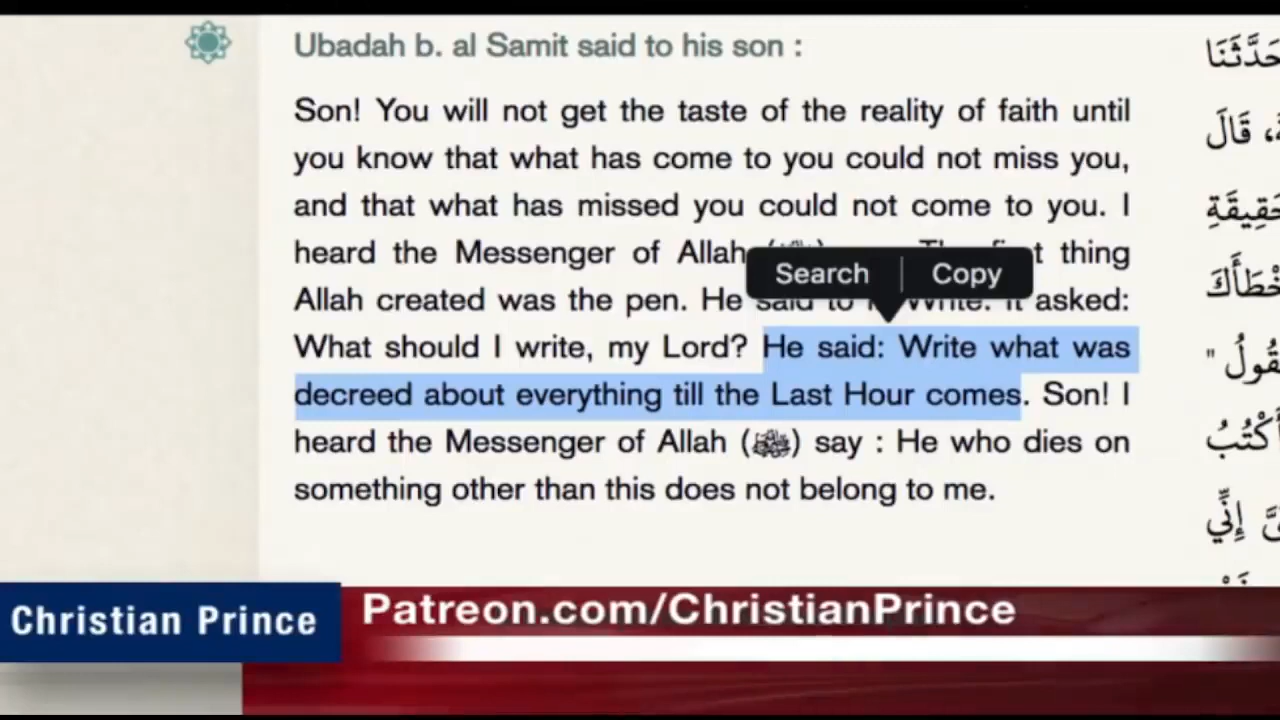 Ubadah b. al Samit said to his son :
Son! You will not get the taste of the reality of faith until
you know that what has come to you could not miss you,
and that what has missed you could not come to you. I
heard the Messenger of Allah thing
Search Copy
Allah created was the pen. He said to Write. It asked:
What should I write, my Lord? He said: Write what was
decreed about everything till the Last Hour comes. Son! I
heard the Messenger of Allah (ﷺ) say : He who dies on
something other than this does not belong to me.
حَدَّثَنَا
قَالَ
حَقِيقَةِ
أَخْطَأَكَ
يَقُولُ "
أَكْتُبُ
إِنِّي
Christian Prince
Patreon.com/ChristianPrince